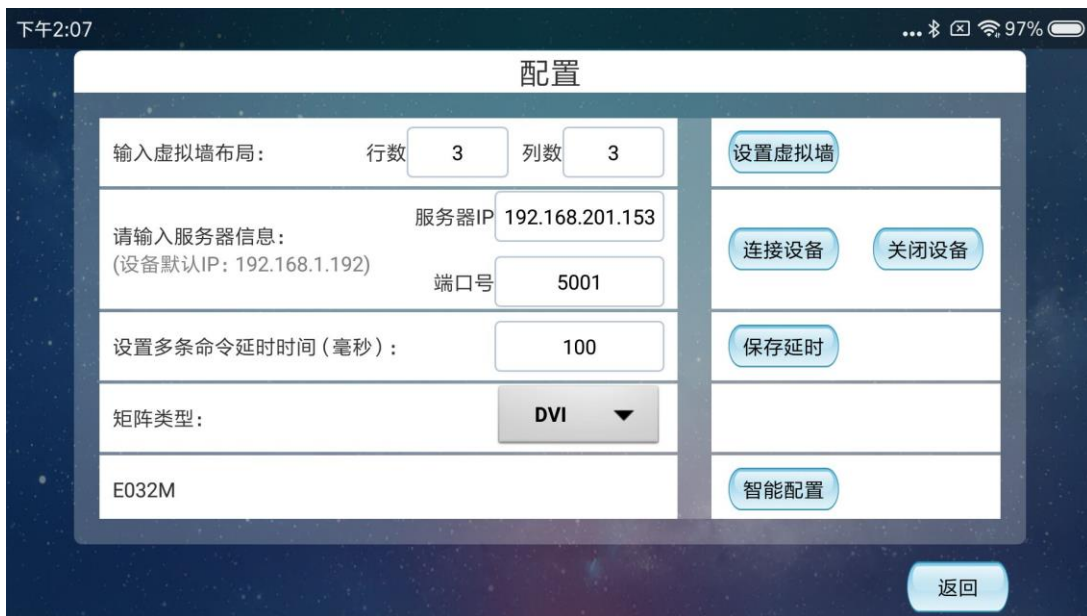 下午2:07 ... 97%
配置
输入虚拟墙布局: 行数 3 列数 3 设置虚拟墙
服务器IP 192.168.201.153
请输入服务器信息:
(设备默认IP: 192.168.1.192)
连接设备 关闭设备
端口号 5001
设置多条命令延时时间(毫秒): 100 保存延时
矩阵类型: DVI
E032M 智能配置
返回